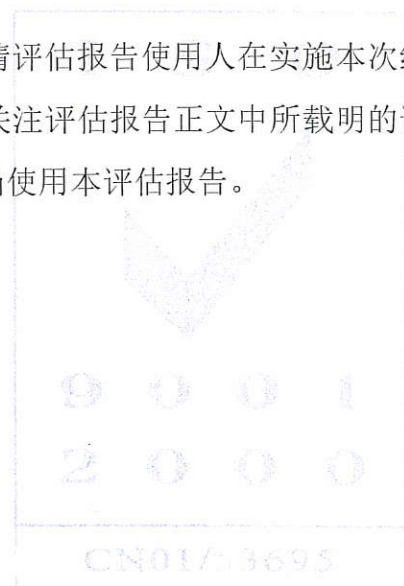 请评估报告使用人在实施本次
关注评估报告正文中所载明的
使用本评估报告。
9 0 0 1
2 0 0 0
CN01/ 3695